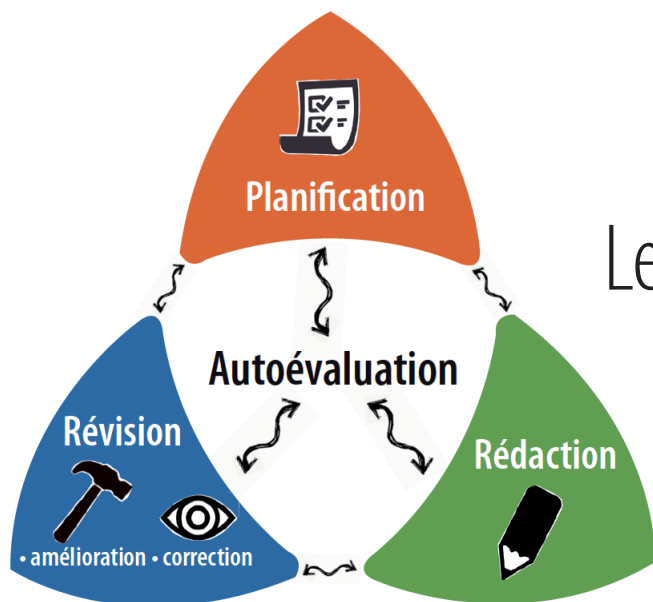 Planification
Le
Autoévaluation
Révision
Rédaction
• amélioration • correction